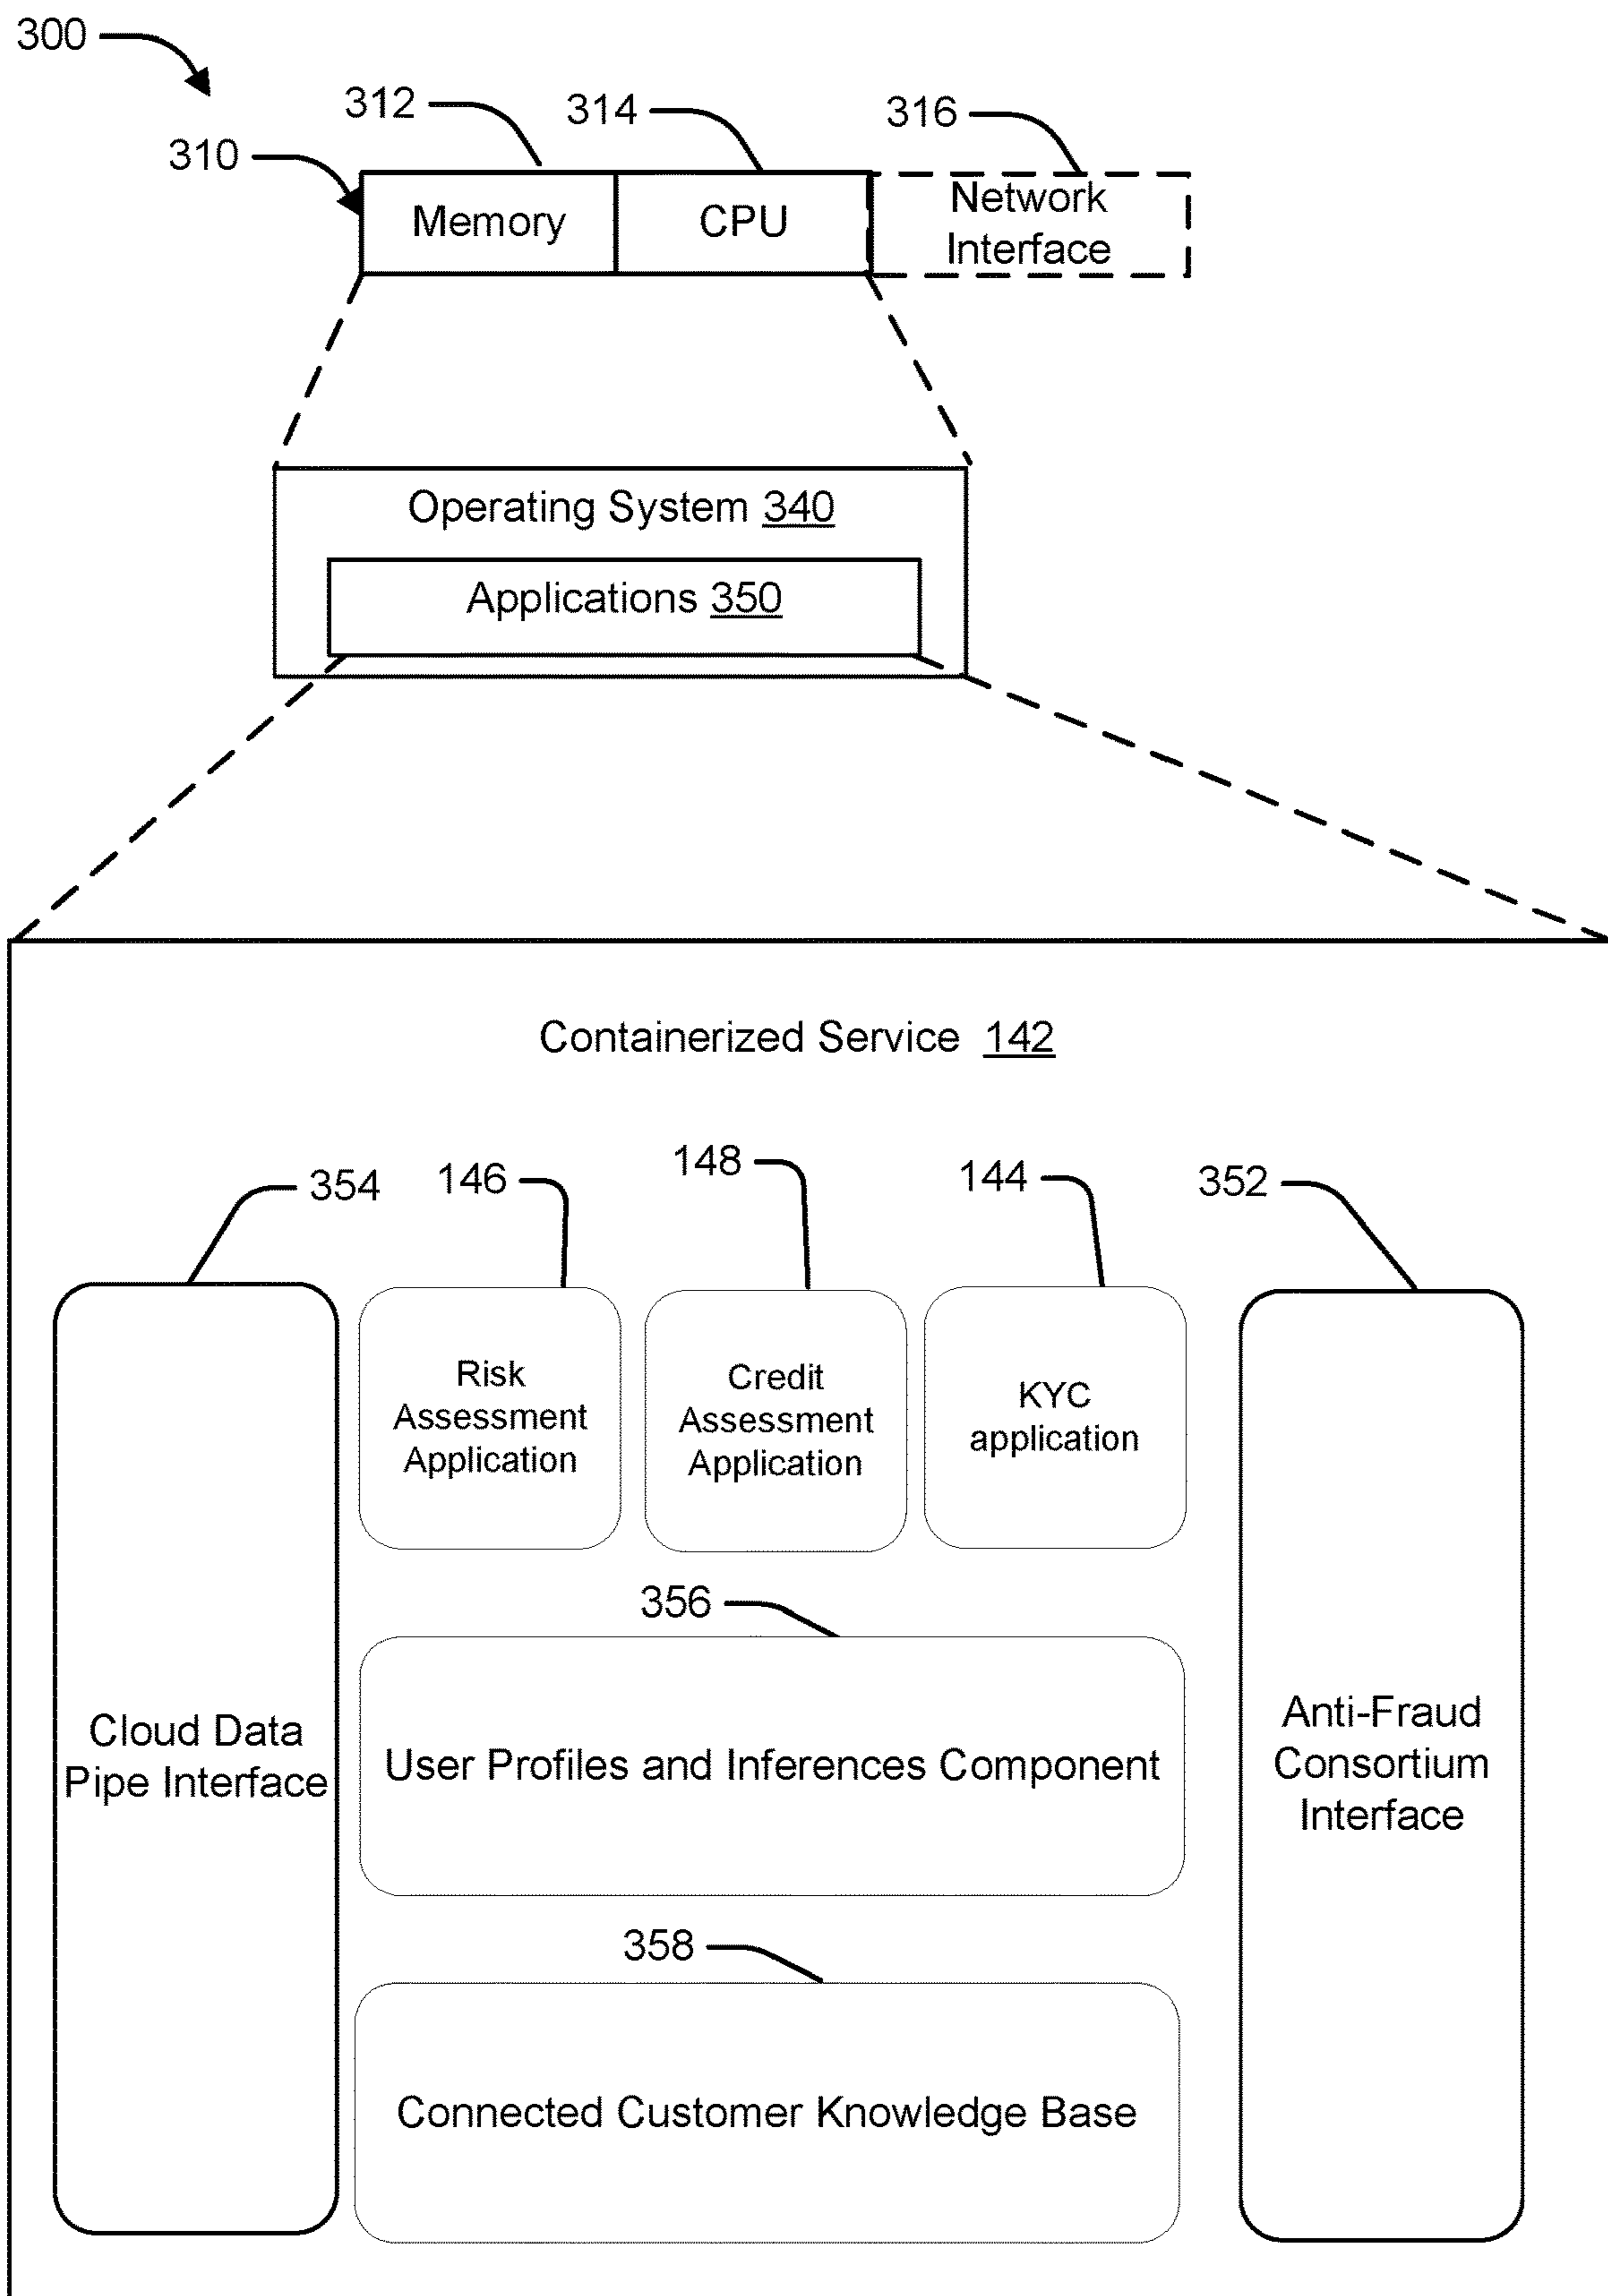 300
312
314
316
310
Memory
CPU
Network
Interface
Operating System 340
Applications 350
Containerized Service 142
354
146
148
144
352
Risk
Assessment
Application
Credit
Assessment
Application
KYC
application
356
Cloud Data
Pipe Interface
User Profiles and Inferences Component
Anti-Fraud
Consortium
Interface
358
Connected Customer Knowledge Base